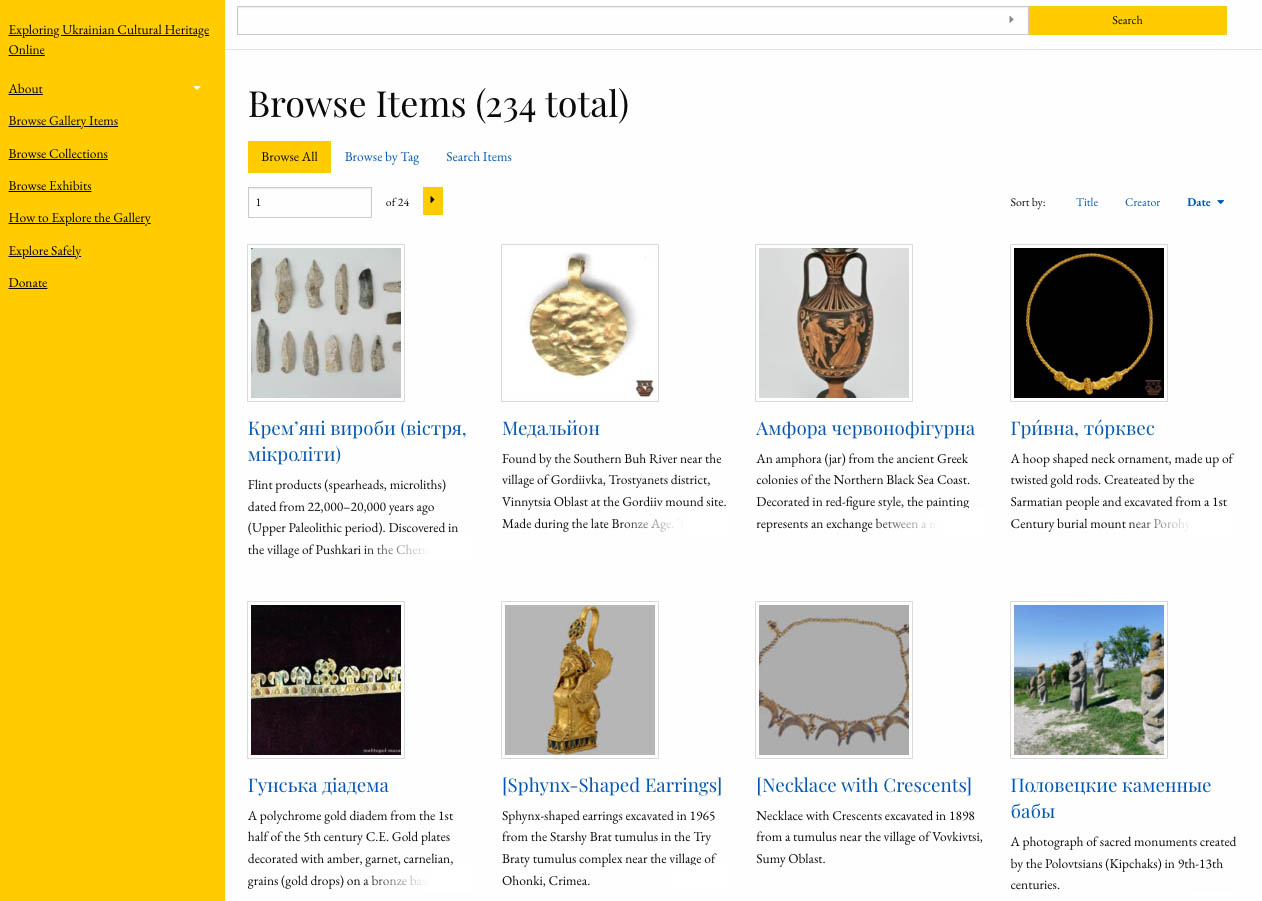 Exploring Ukrainian Cultural Heritage
Online
About
Browse Gallery Items
Browse Collections
Browse Exhibits
How to Explore the Gallery
Explore Safely
Donate
Search
Browse Items (234 total)
Browse All
Browse by Tag
Search Items
1
of 24
Sort by:
Title
Creator
Date
Крем’яні вироби (вістря,
мікроліти)
Flint products (spearheads, microliths)
dated from 22,000–20,000 years ago
(Upper Paleolithic period). Discovered in
the village of Pushkari in the
Медальйон
Found by the Southern Buh River near the
village of Gordiivka, Trostyanets district,
Vinnytsia Oblast at the Gordiiv mound site.
Made during the late Bronze Age.
Амфора червонофігурна
An amphora (jar) from the ancient Greek
colonies of the Northern Black Sea Coast.
Decorated in red-figure style, the painting
represents an exchange between a
Гри́вна, то́рквес
A hoop shaped neck ornament, made up of
twisted gold rods. Createated by the
Sarmatian people and excavated from a 1st
Century burial mount near
Гунська діадема
A polychrome gold diadem from the 1st
half of the 5th century C.E. Gold plates
decorated with amber, garnet, carnelian,
grains (gold drops) on a bronze
[Sphynx-Shaped Earrings]
Sphynx-shaped earrings excavated in 1965
from the Starshy Brat tumulus in the Try
Braty tumulus complex near the village of
Ohonki, Crimea.
[Necklace with Crescents]
Necklace with Crescents excavated in 1898
from a tumulus near the village of Vovkivtsi,
Sumy Oblast.
Половецкие каменные
бабы
A photograph of sacred monuments created
by the Polovtsians (Kipchaks) in 9th-13th
centuries.